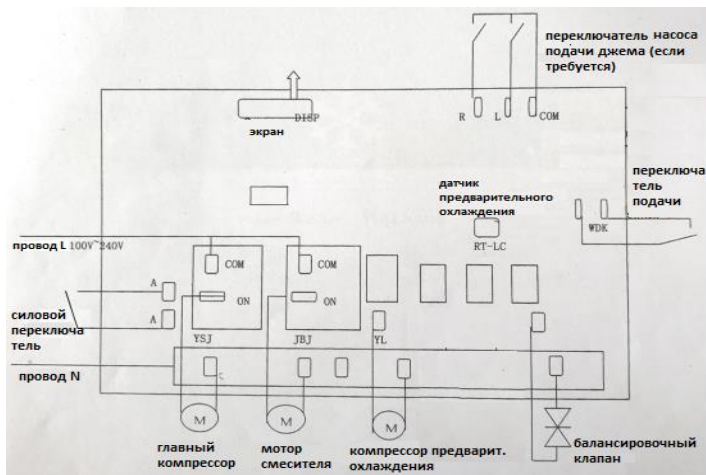 переключатель насоса
подачи джема (если
требуется)
DISP
экран
R
L
COM
датчик
предварительного
охлаждения
RT-LC
переключа
тель
подачи
WDK
провод L 100V~240V
COM
COM
A
ON
ON
силовой
переключа
тель
A
YSJ
JBJ
YL
провод N
C
M
M
M
главный
компрессор
мотор
смесителя
компрессор предварит.
охлаждения
балансировочный
клапан